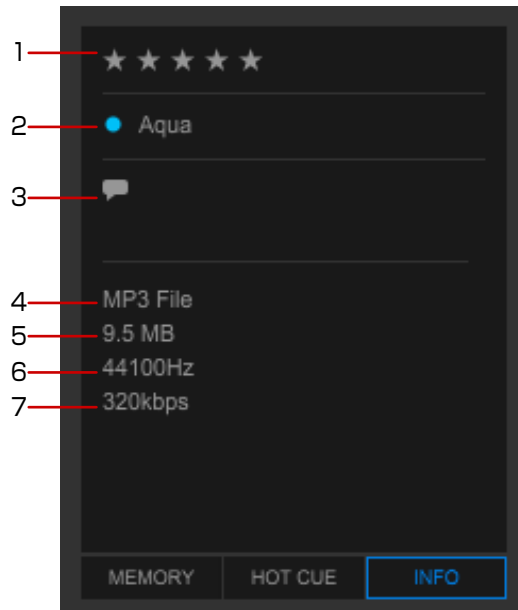 1
2 Aqua
3
4 MP3 File
5 9.5 MB
6 44100Hz
7 320kbps
MEMORY HOT CUE INFO